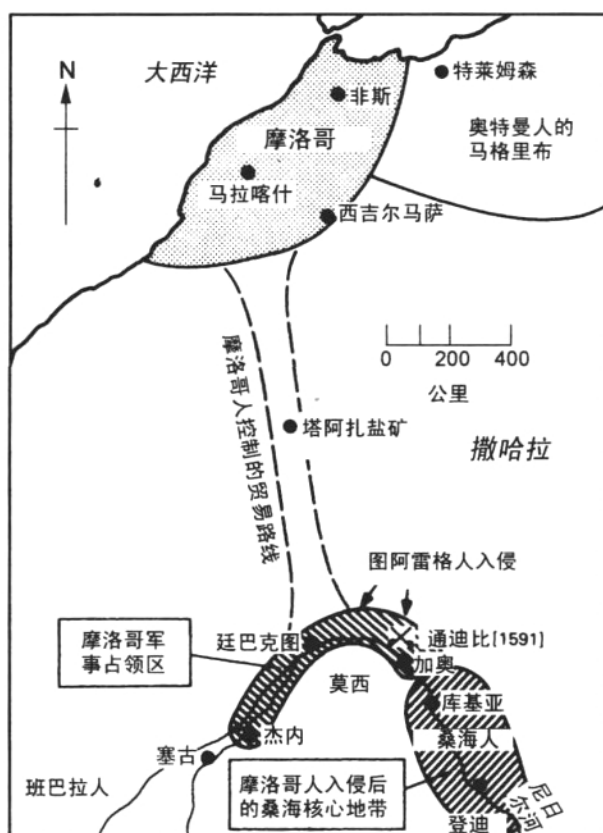 大西洋
N
特莱姆森
非斯
奥特曼人的
马格里布
摩洛哥
马拉喀什
西吉尔马萨
摩洛哥人控制的贸易路线
0 200 400
公里
塔阿扎盐矿
撒哈拉
图阿雷格人入侵
摩洛哥军
事占领区
廷巴克图
通迪比(1591)
加奥
莫西
库基亚
桑海人
杰内
塞古
班巴拉人
摩洛哥人入侵后
的桑海核心地带
尼日
尔河
登迪